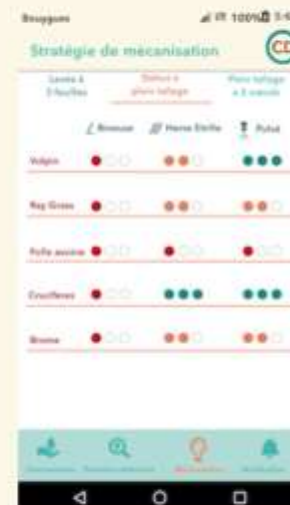 Bouygues 100%
Stratégie de mécanisation
CD
Levée à Début à Plein tallage
3 feuilles plein tallage à 2 nœuds
Bineuse Herse Etrille
Vulpin
Ray Grass
Folle avoine
Crucifères
Brome